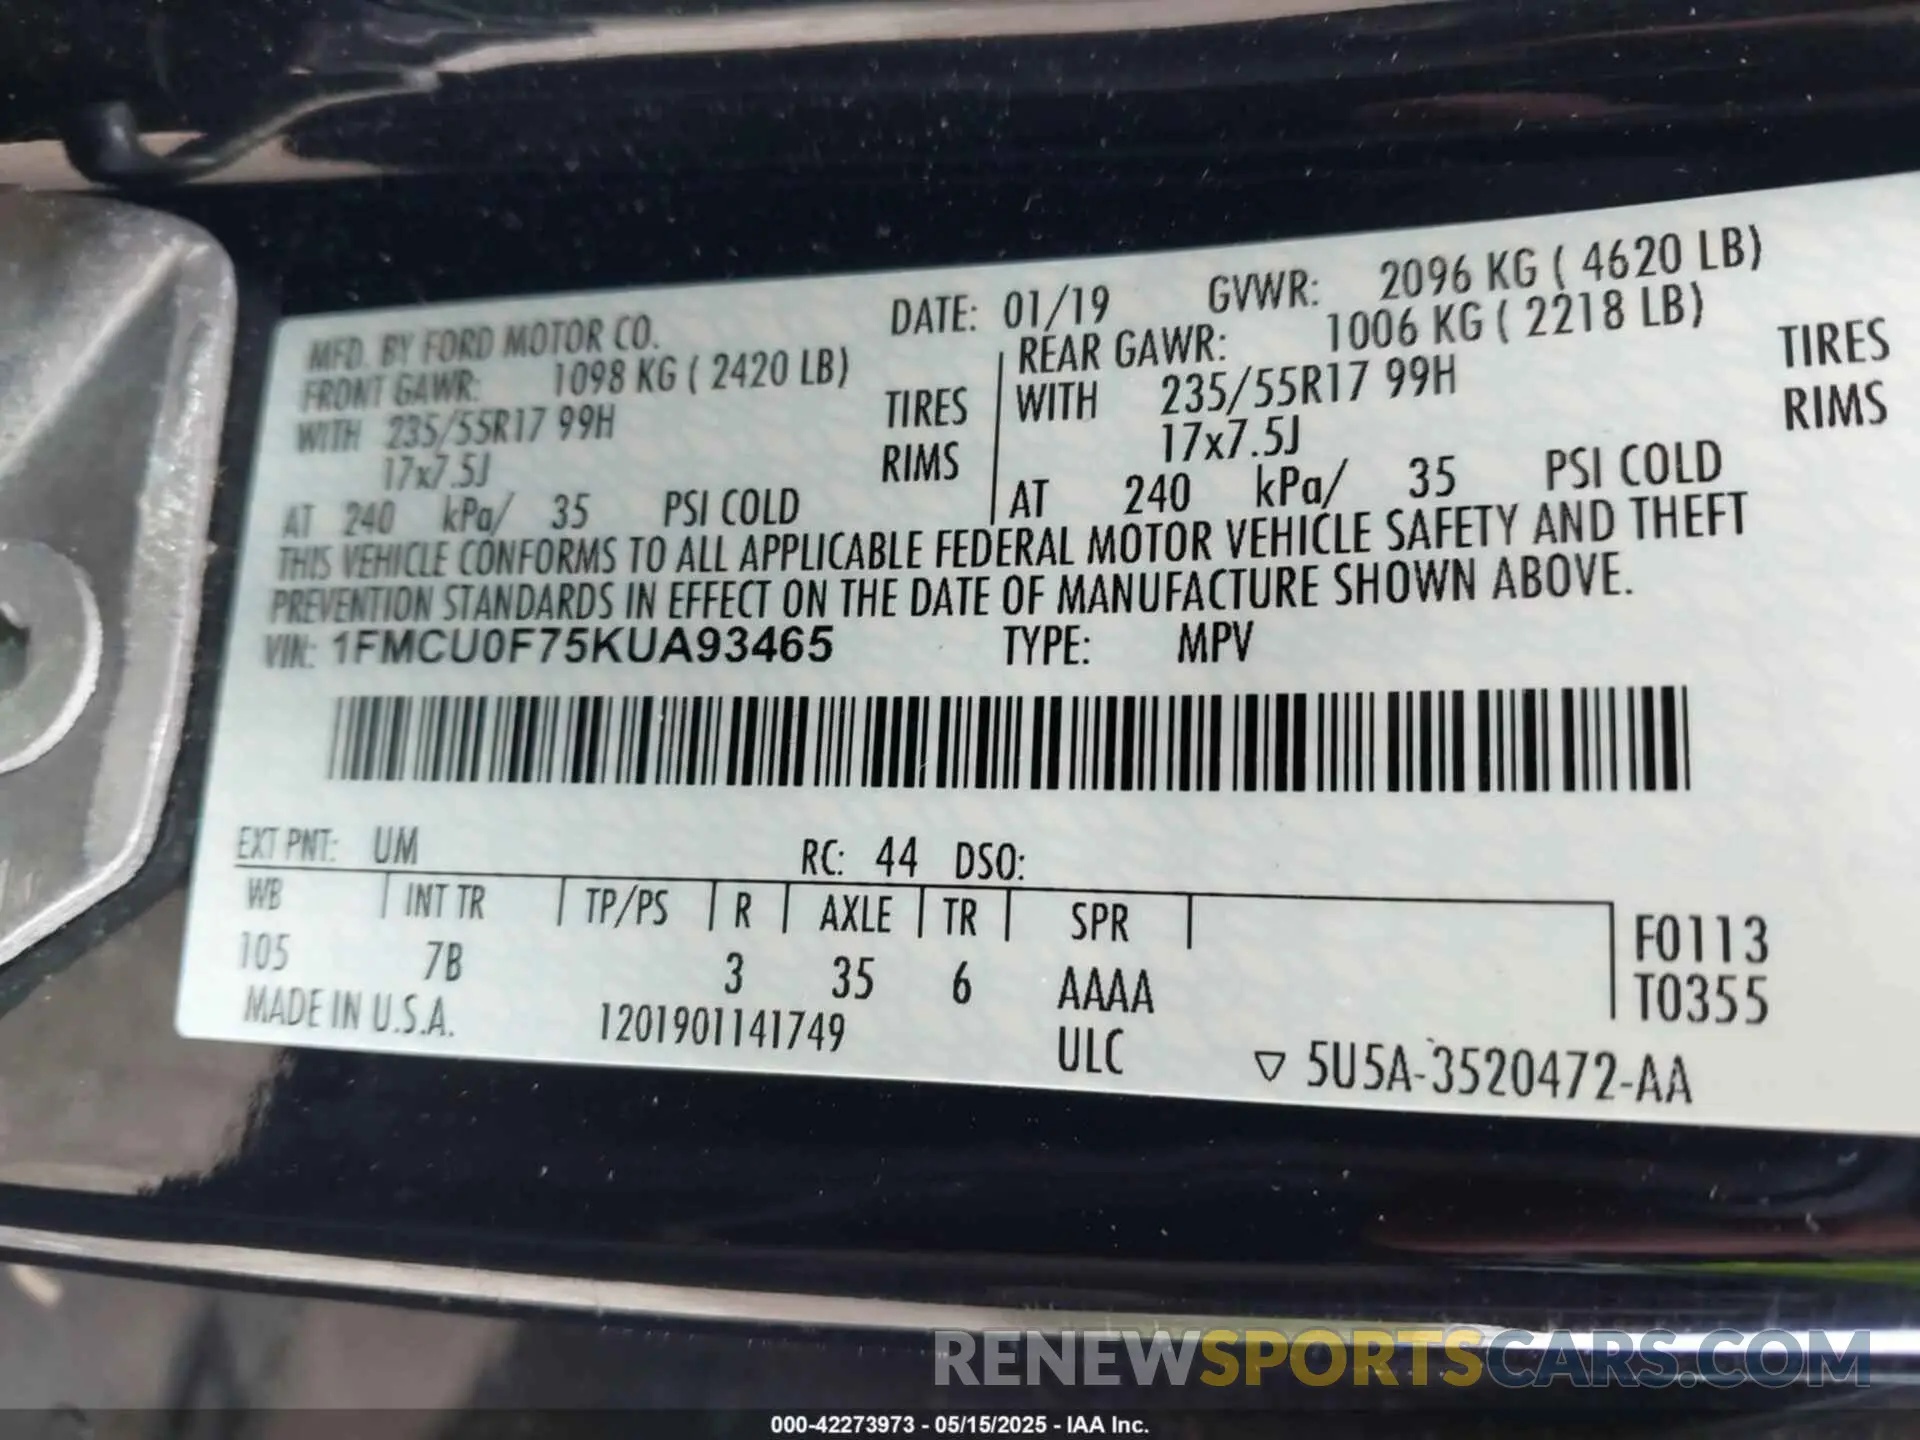 MFD. BY FORD MOTOR CO. DATE: 01/19 GVWR: 2096 KG ( 4620 LB)
FRONT GAWR: 1098 KG ( 2420 LB) REAR GAWR: 1006 KG ( 2218 LB)
WITH 235/55R17 99H TIRES WITH 235/55R17 99H TIRES
17x7.5J RIMS 17x7.5J RIMS
AT 240 kPa/ 35 PSI COLD AT 240 kPa/ 35 PSI COLD
THIS VEHICLE CONFORMS TO ALL APPLICABLE FEDERAL MOTOR VEHICLE SAFETY AND THEFT
PREVENTION STANDARDS IN EFFECT ON THE DATE OF MANUFACTURE SHOWN ABOVE.
VIN: 1FMCU0F75KUA93465 TYPE: MPV
EXT PNT: UM RC: 44 DSO:
WB INT TR TP/PS R AXLE TR SPR F0113
105 7B 3 35 6 AAAA T0355
MADE IN U.S.A. 1201901141749 ULC ▽ 5U5A-3520472-AA
RENEWSPORTSCARS.COM
000-42273973 - 05/15/2025 - IAA Inc.